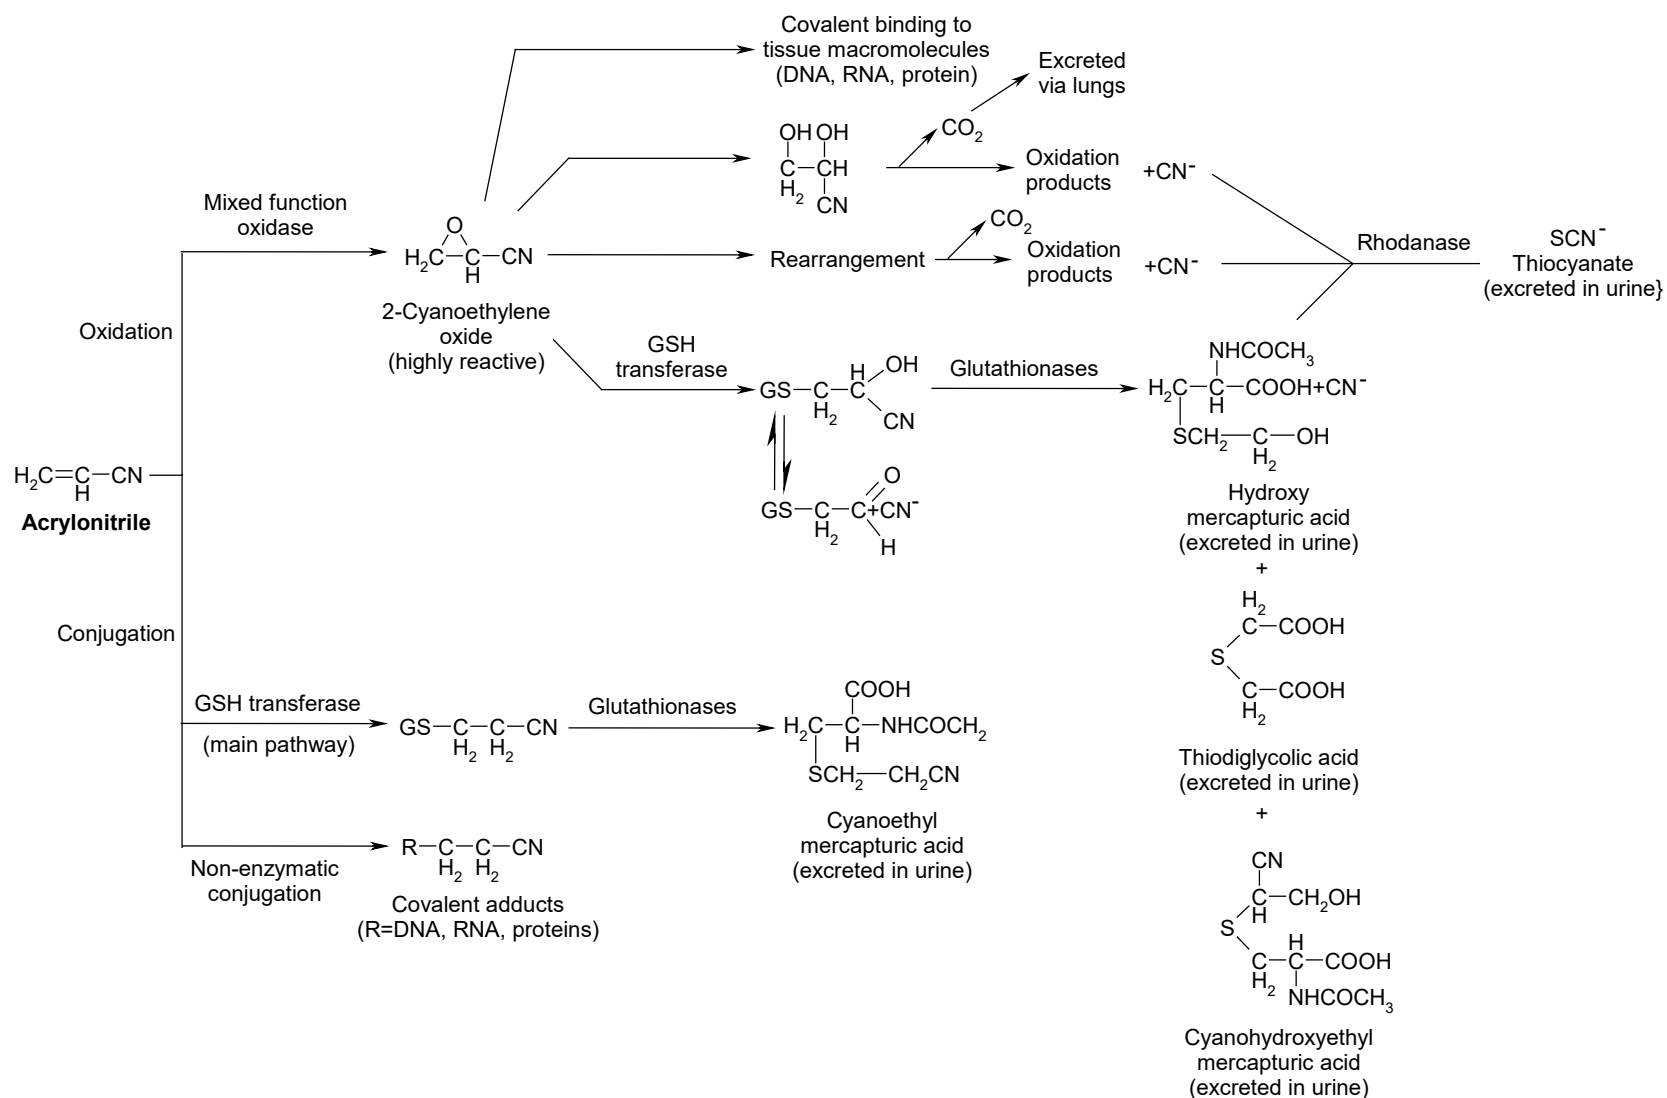 Covalent binding to
tissue macromolecules
(DNA, RNA, protein)
Excreted
via lungs
CO2
OH OH
C CH
H2
CN
Oxidation
products
+CN-
Mixed function
oxidase
O
H2C C CN
H
CO2
Rearrangement
Oxidation
products
+CN-
Rhodanase
SCN-
Thiocyanate
(excreted in urine}
2-Cyanoethylene
oxide
(highly reactive)
Oxidation
GSH
transferase
H OH
GS C C
H2 CN
Glutathionases
NHCOCH3
H2C C COOH+CN-
H
SCH2 C OH
H2
O
GS C C+CN-
H2 H
Hydroxy
mercapturic acid
(excreted in urine)
+
H2
C COOH
S
C COOH
H2
Thiodiglycolic acid
(excreted in urine)
+
CN
C CH2OH
H
S
H
C C COOH
H2
NHCOCH3
Cyanohydroxyethyl
mercapturic acid
(excreted in urine)
H2C C CN
H
Acrylonitrile
Conjugation
GSH transferase
(main pathway)
GS C C CN
H2 H2
Glutathionases
COOH
H2C C NHCOCH2
H
SCH2 CH2CN
Cyanoethyl
mercapturic acid
(excreted in urine)
Non-enzymatic
conjugation
R C C CN
H2 H2
Covalent adducts
(R=DNA, RNA, proteins)